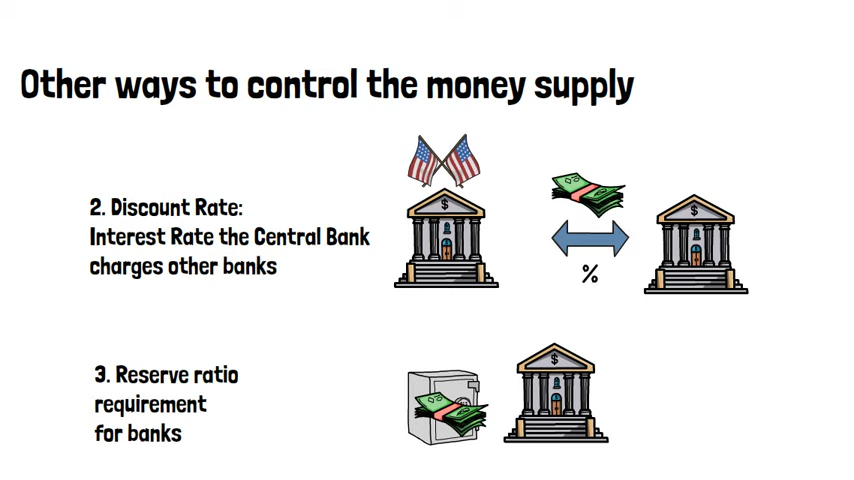 Other ways to control the money supply
2. Discount Rate:
Interest Rate the Central Bank
charges other banks
$
$
%
3. Reserve ratio
requirement
for banks
$